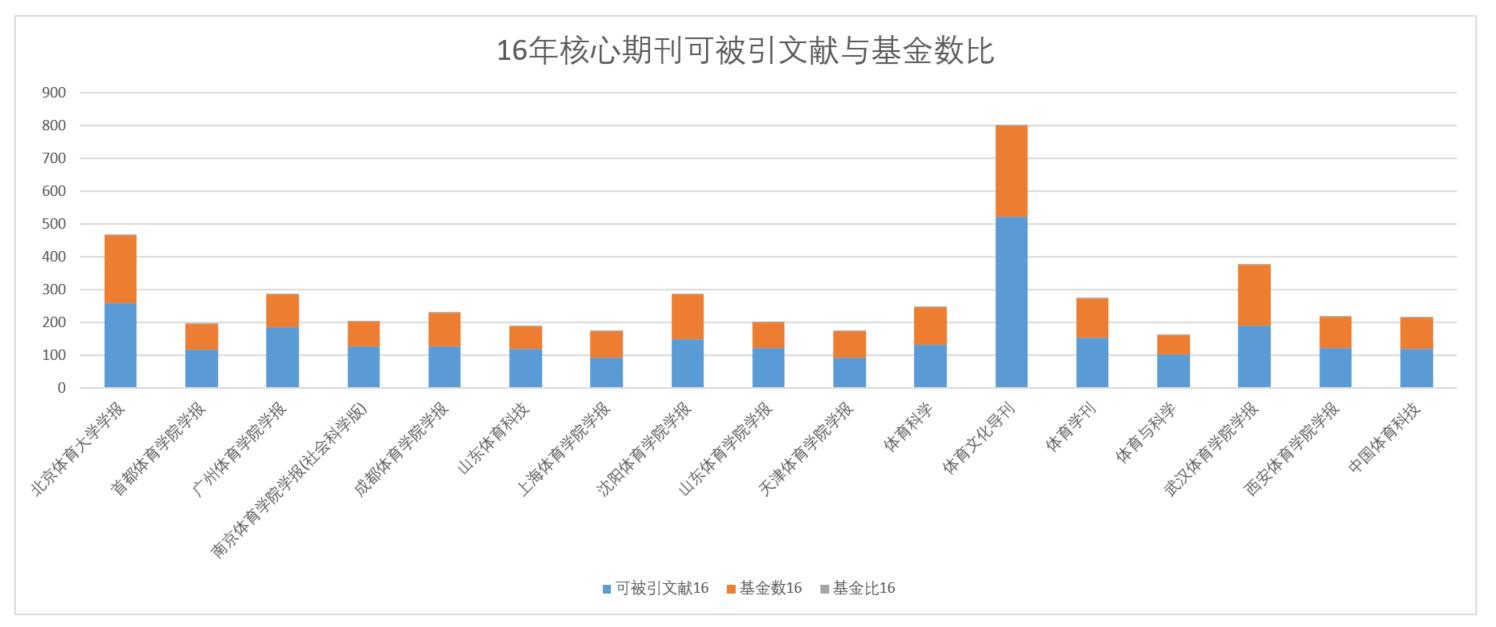 16年核心期刊可被引文献与基金数比
900
800
700
600
500
400
300
200
100
0
北京体育大学学报
首都体育学院学报
广州体育学院学报
南京体育学院学报(社会科学版)
成都体育学院学报
山东体育科技
上海体育学院学报
沈阳体育学院学报
山东体育学院学报
天津体育学院学报
体育科学
体育文化导刊
体育学刊
体育与科学
武汉体育学院学报
西安体育学院学报
中国体育科技
可被引文献16 基金数16 基金比16